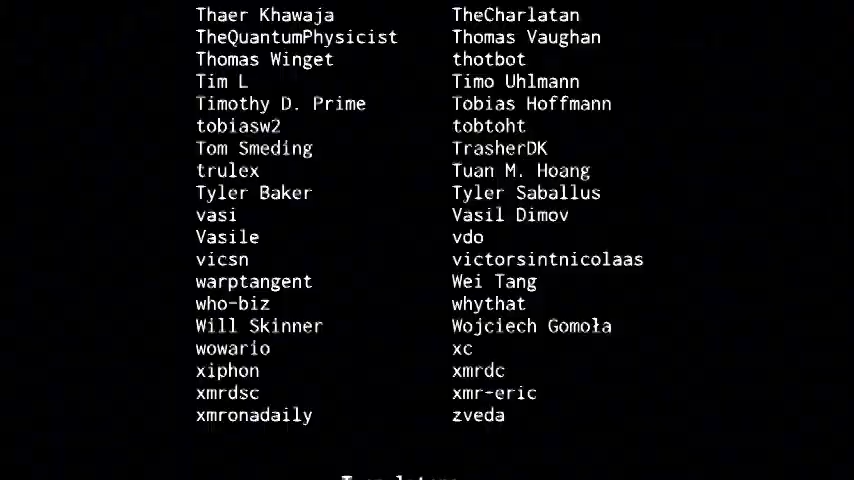 Thaer Khawaja TheCharlatan
TheQuantumPhysicist Thomas Vaughan
Thomas Winget thotbot
Tim L Timo Uhlmann
Timothy D. Prime Tobias Hoffmann
tobiasw2 tobtoht
Tom Smeding TrasherDK
trulex Tuan M. Hoang
Tyler Baker Tyler Saballus
vasi Vasil Dimov
Vasile vdo
vicsn victorsintnicolaas
warptangent Wei Tang
who-biz whythat
Will Skinner Wojciech Gomoła
wowario xc
xiphon xmrdc
xmrdsc xmr-eric
xmronadaily zveda